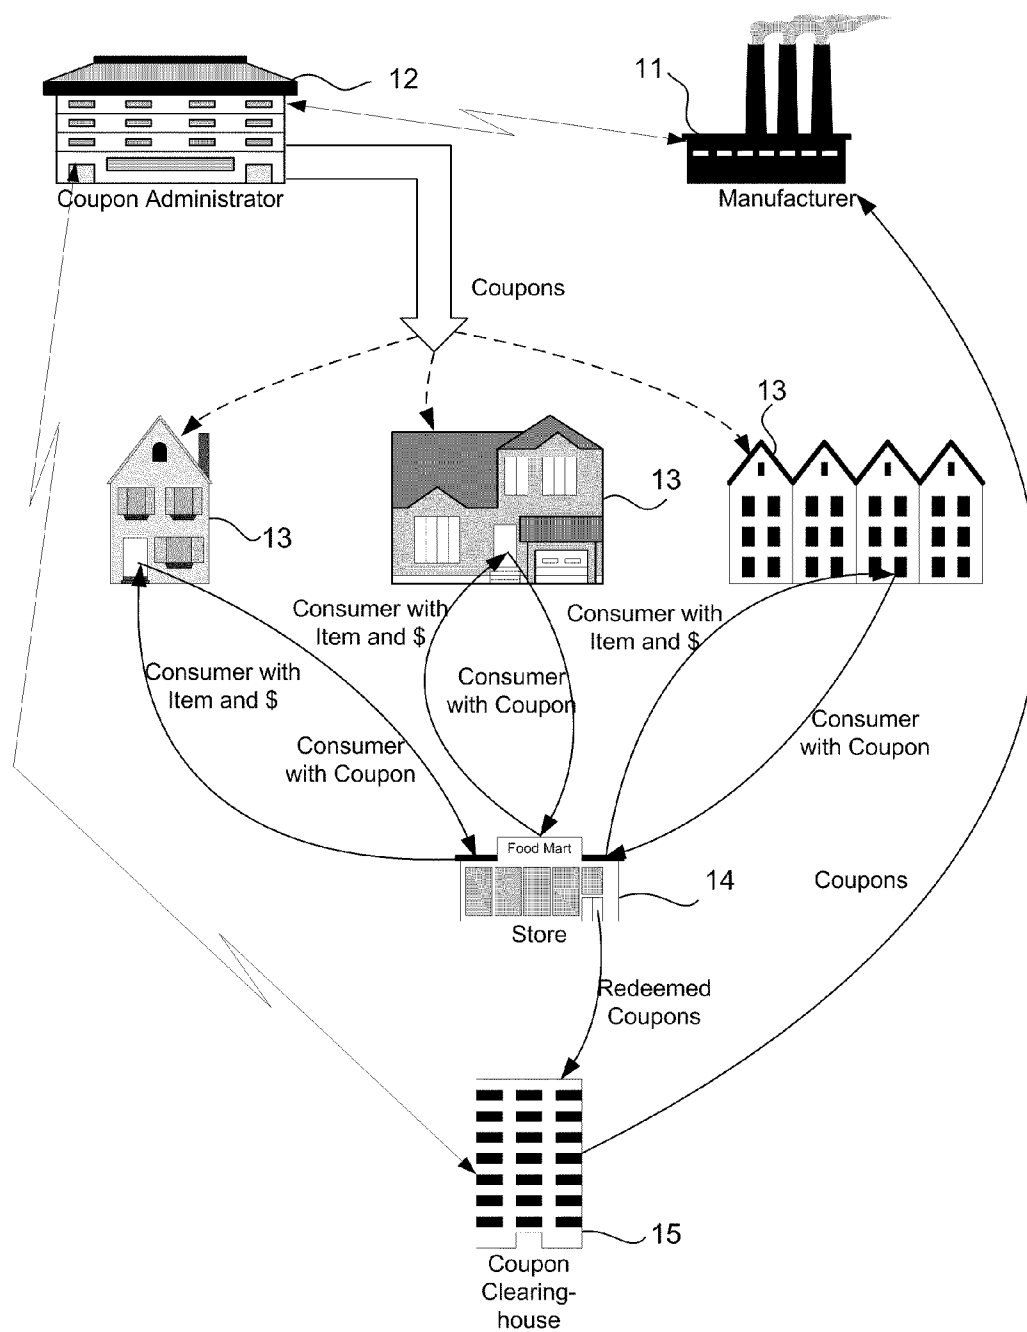 12
11
Coupon Administrator
Manufacturer
Coupons
13
13
13
Consumer with
Item and $
Consumer with
Item and $
Consumer with
Item and $
Consumer
with Coupon
Consumer
with Coupon
Consumer
with Coupon
Food Mart
14
Coupons
Store
Redeemed
Coupons
15
Coupon
Clearing-
house